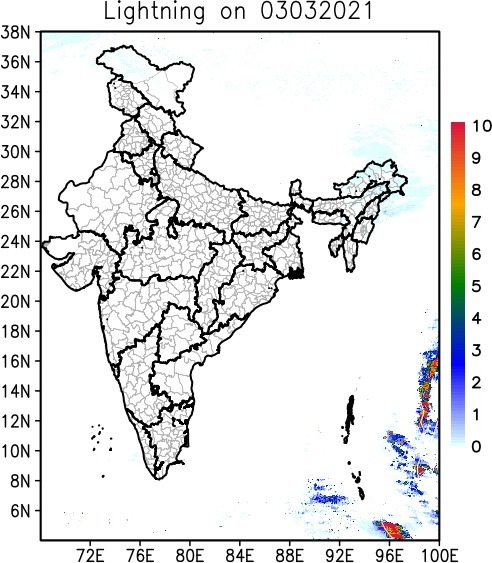 Lightning on 03032021
38N
36N
34N
32N
30N
28N
26N
24N
22N
20N
18N
16N
14N
12N
10N
8N
6N
72E 76E 80E 84E 88E 92E 96E 100E
10
9
8
7
6
5
4
3
2
1
0